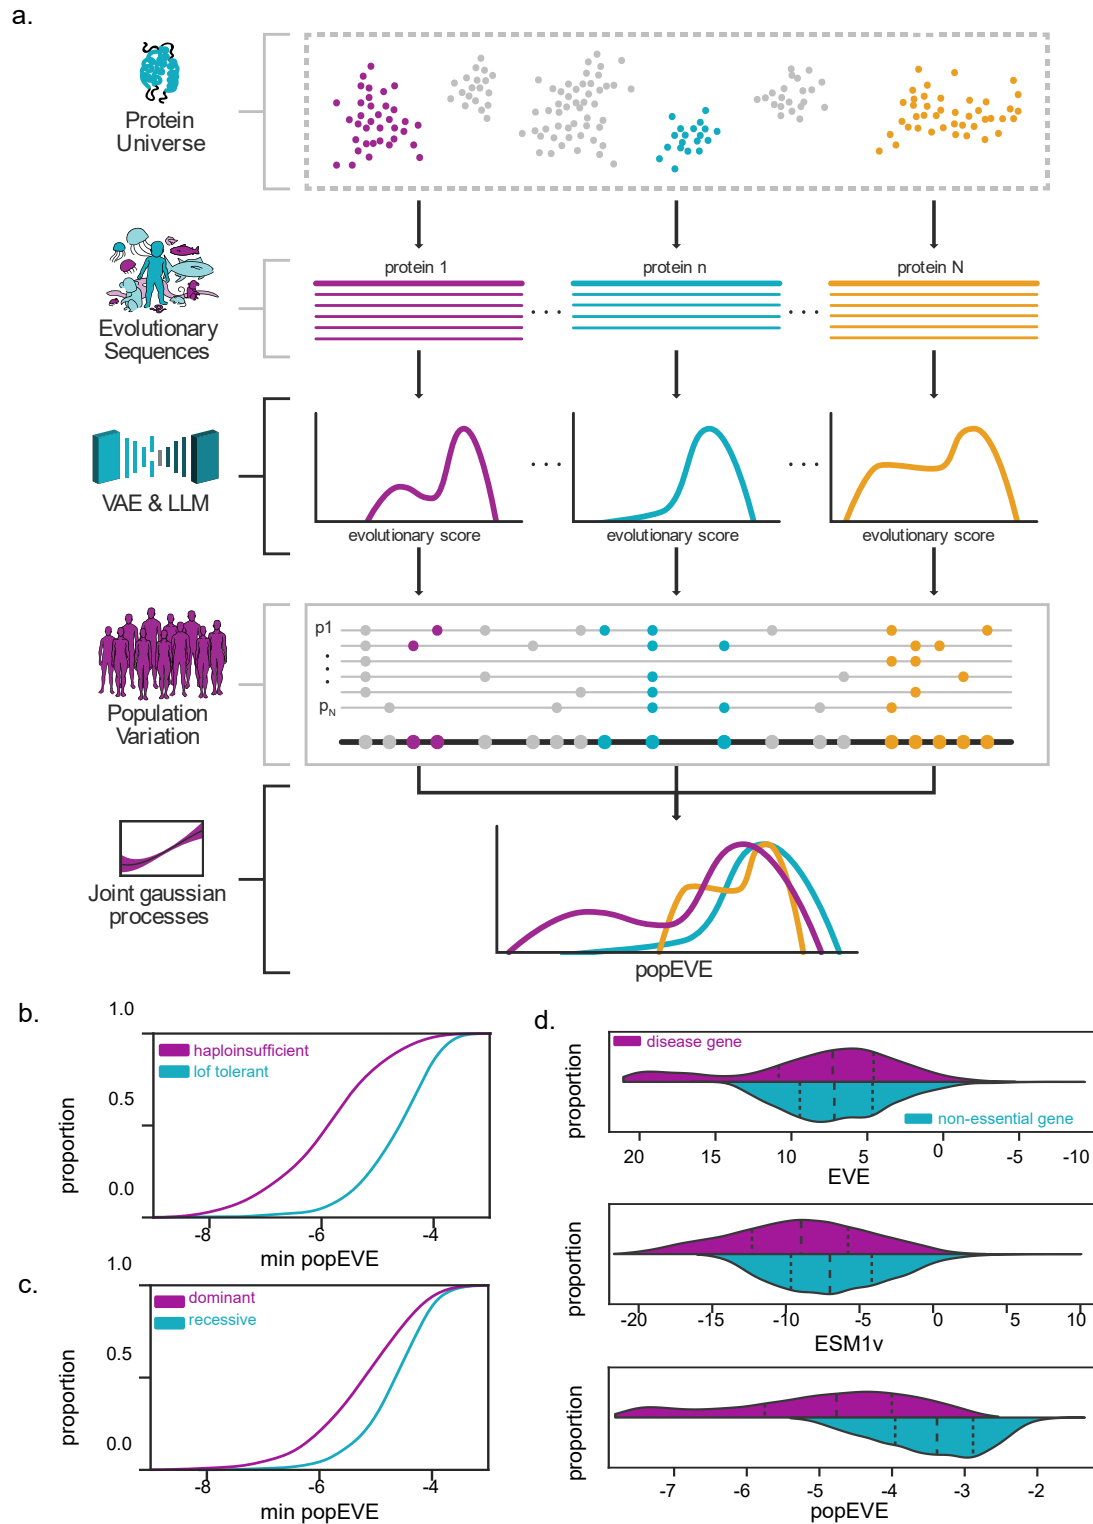 a.
Protein
Universe
Evolutionary
Sequences
protein 1
protein n
protein N
. . .
. . .
VAE & LLM
. . .
. . .
evolutionary score
evolutionary score
evolutionary score
Population
Variation
p1
pN
Joint gaussian
processes
popEVE
b.
1.0
0.5
0.0
proportion
haploinsufficient
lof tolerant
-8
-6
-4
min popEVE
c.
1.0
0.5
0.0
proportion
dominant
recessive
-8
-6
-4
min popEVE
d.
proportion
disease gene
non-essential gene
20 15 10 5 0 -5 -10
EVE
proportion
-20 -15 -10 -5 0 5 10
ESM1v
proportion
-7 -6 -5 -4 -3 -2
popEVE